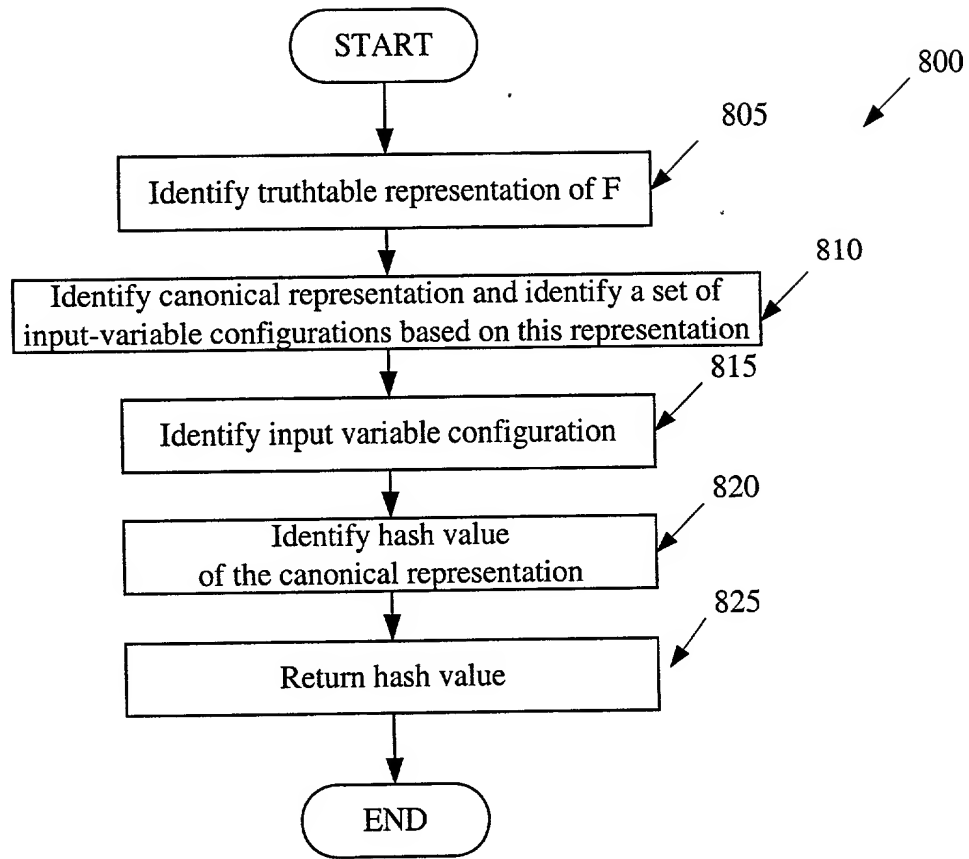 START
800
805
Identify truthtable representation of F
810
Identify canonical representation and identify a set of
input-variable configurations based on this representation
815
Identify input variable configuration
820
Identify hash value
of the canonical representation
825
Return hash value
END